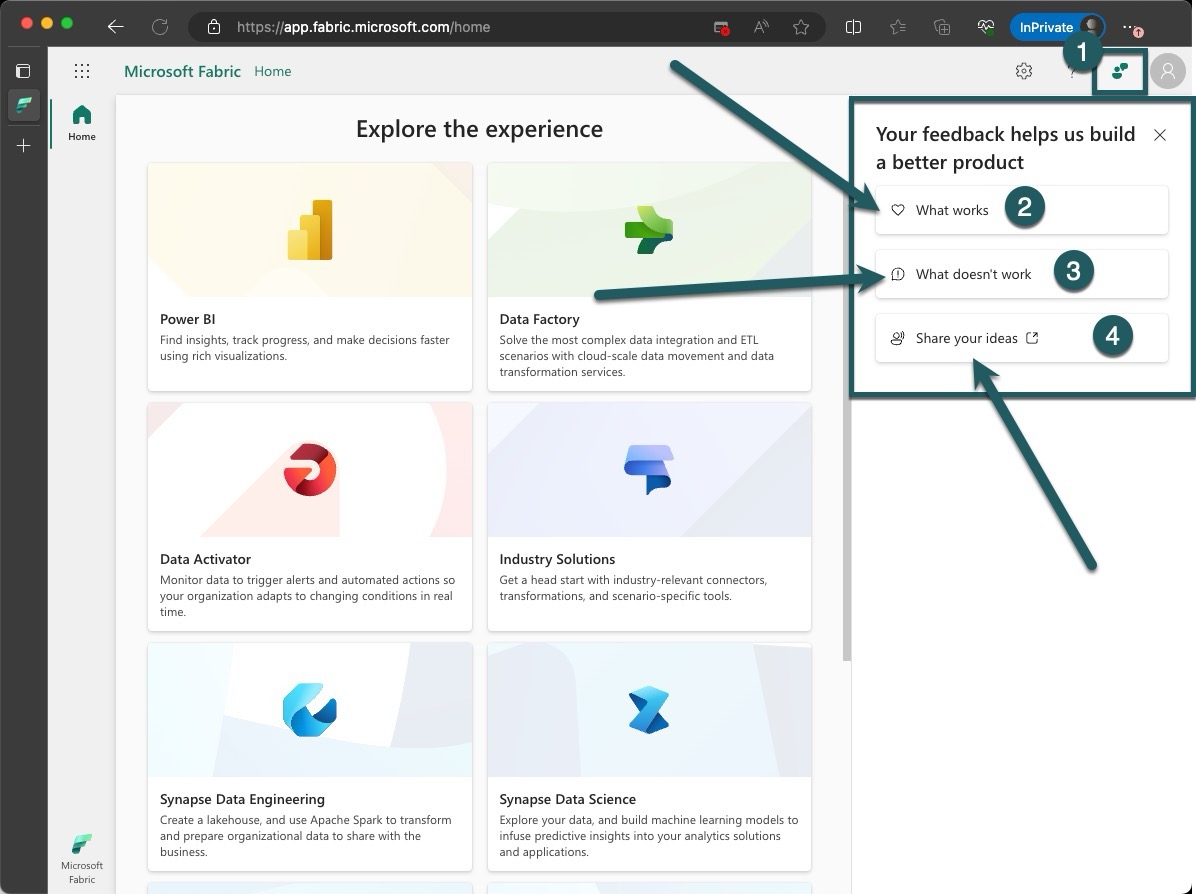 https://app.fabric.microsoft.com/home
InPrivate
1
Microsoft Fabric Home
?
Home
Explore the experience
Power BI
Find insights, track progress, and make decisions faster
using rich visualizations.
Data Factory
Solve the most complex data integration and ETL
scenarios with cloud-scale data movement and data
transformation services.
Data Activator
Monitor data to trigger alerts and automated actions so
your organization adapts to changing conditions in real
time.
Industry Solutions
Get a head start with industry-relevant connectors,
transformations, and scenario-specific tools.
Synapse Data Engineering
Create a lakehouse, and use Apache Spark to transform
and prepare organizational data to share with the
business.
Synapse Data Science
Explore your data, and build machine learning models to
infuse predictive insights into your analytics solutions
and applications.
Your feedback helps us build
a better product
What works 2
What doesn't work 3
Share your ideas 4
Microsoft
Fabric